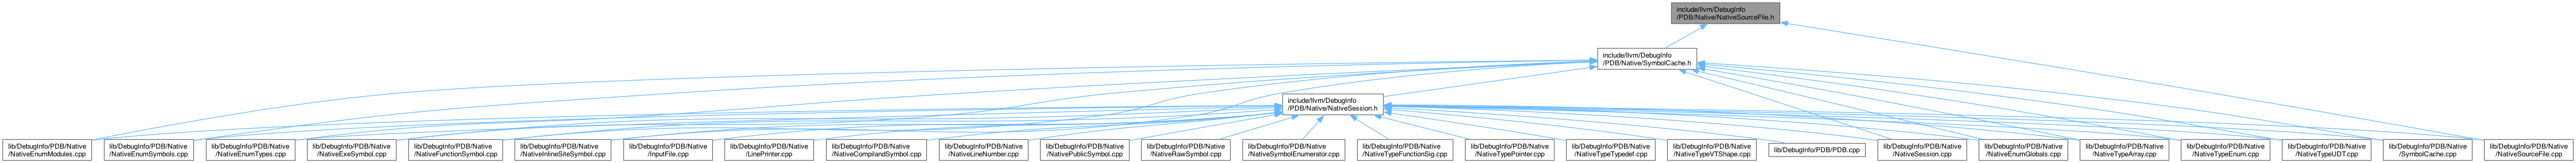 include/llvm/DebugInfo
/PDB/Native/NativeSourceFile.h
include/llvm/DebugInfo
/PDB/Native/SymbolCache.h
include/llvm/DebugInfo
/PDB/Native/NativeSession.h
lib/DebugInfo/PDB/Native
/NativeEnumModules.cpp
lib/DebugInfo/PDB/Native
/NativeEnumSymbols.cpp
lib/DebugInfo/PDB/Native
/NativeEnumTypes.cpp
lib/DebugInfo/PDB/Native
/NativeExeSymbol.cpp
lib/DebugInfo/PDB/Native
/NativeFunctionSymbol.cpp
lib/DebugInfo/PDB/Native
/NativeInlineSiteSymbol.cpp
lib/DebugInfo/PDB/Native
/InputFile.cpp
lib/DebugInfo/PDB/Native
/LinePrinter.cpp
lib/DebugInfo/PDB/Native
/NativeCompilandSymbol.cpp
lib/DebugInfo/PDB/Native
/NativeLineNumber.cpp
lib/DebugInfo/PDB/Native
/NativePublicSymbol.cpp
lib/DebugInfo/PDB/Native
/NativeRawSymbol.cpp
lib/DebugInfo/PDB/Native
/NativeSymbolEnumerator.cpp
lib/DebugInfo/PDB/Native
/NativeTypeFunctionSig.cpp
lib/DebugInfo/PDB/Native
/NativeTypePointer.cpp
lib/DebugInfo/PDB/Native
/NativeTypeTypedef.cpp
lib/DebugInfo/PDB/Native
/NativeTypeVTShape.cpp
lib/DebugInfo/PDB/PDB.cpp
lib/DebugInfo/PDB/Native
/NativeSession.cpp
lib/DebugInfo/PDB/Native
/NativeEnumGlobals.cpp
lib/DebugInfo/PDB/Native
/NativeTypeArray.cpp
lib/DebugInfo/PDB/Native
/NativeTypeEnum.cpp
lib/DebugInfo/PDB/Native
/NativeTypeUDT.cpp
lib/DebugInfo/PDB/Native
/SymbolCache.cpp
lib/DebugInfo/PDB/Native
/NativeSourceFile.cpp